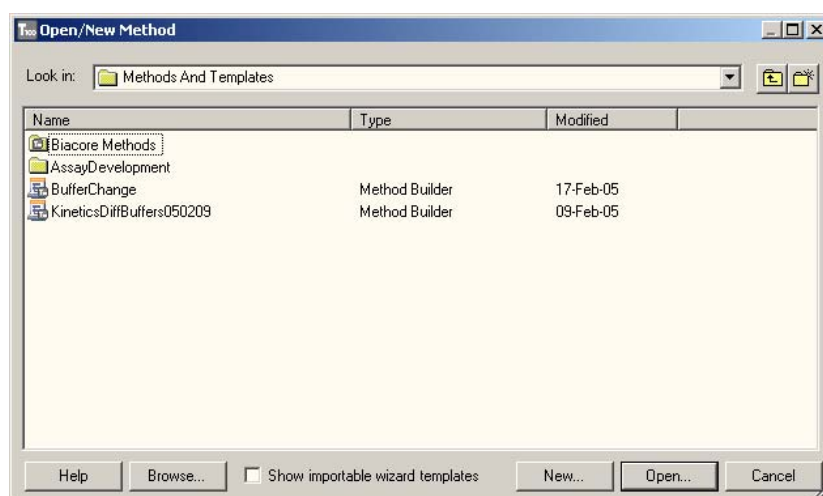 T100 Open/New Method
Look in: Methods And Templates
Name Type Modified
Biacore Methods
AssayDevelopment
BufferChange Method Builder 17-Feb-05
KineticsDiffBuffers050209 Method Builder 09-Feb-05
Help Browse... Show importable wizard templates New... Open... Cancel